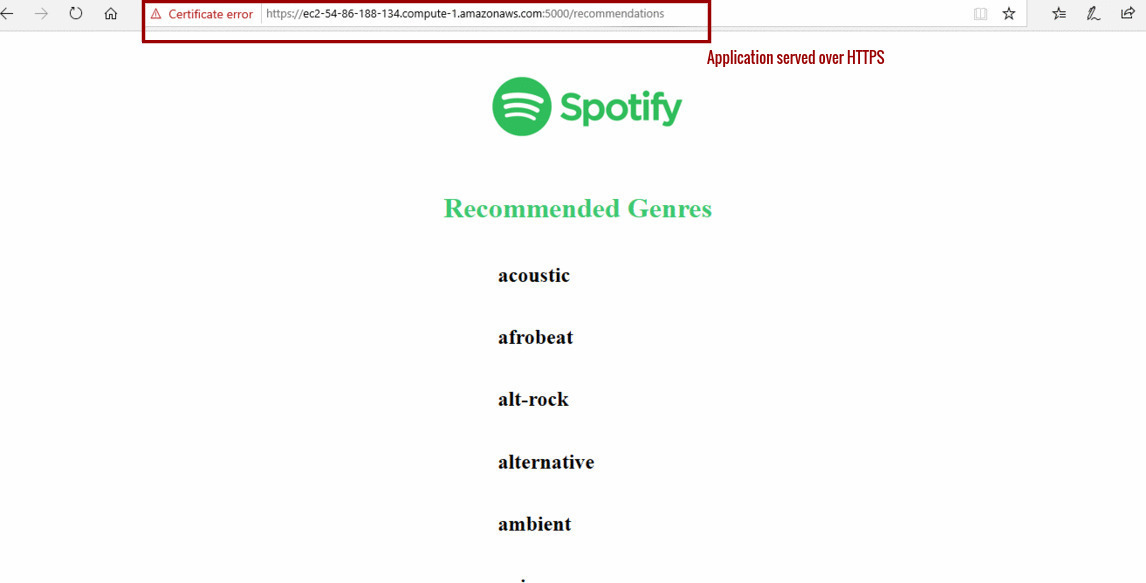 Certificate error https://ec2-54-86-188-134.compute-1.amazonaws.com:5000/recommendations
Application served over HTTPS
Spotify
Recommended Genres
acoustic
afrobeat
alt-rock
alternative
ambient